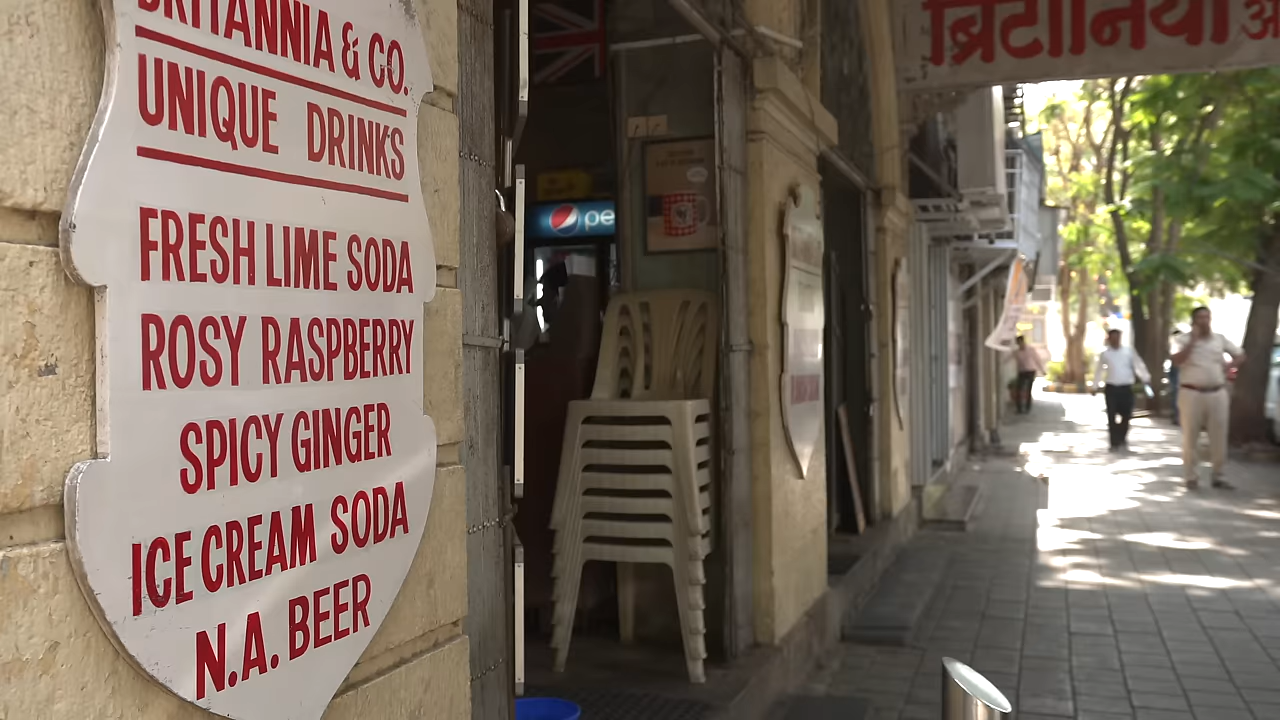 BRITANNIA & CO.
UNIQUE DRINKS
FRESH LIME SODA
ROSY RASPBERRY
SPICY GINGER
ICE CREAM SODA
N.A. BEER
pe
ब्रिटानिया